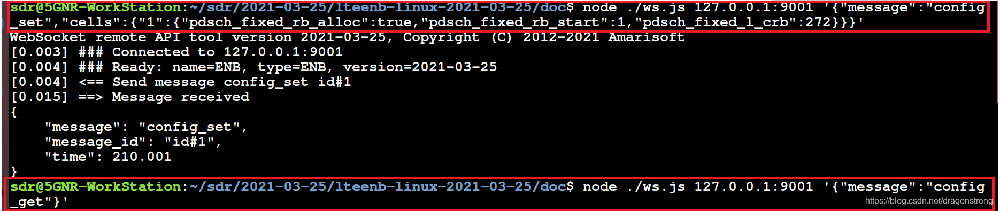 sdr@5GNR-WorkStation:~/sdr/2021-03-25/lteenb-linux-2021-03-25/doc$ node ./ws.js 127.0.0.1:9001 '{"message":"config
_set","cells":{"1":{"pdsch_fixed_rb_alloc":true,"pdsch_fixed_rb_start":1,"pdsch_fixed_l_crb":272}}}'
WebSocket remote API tool version 2021-03-25, Copyright (C) 2012-2021 Amarisoft
[0.003] ### Connected to 127.0.0.1:9001
[0.004] ### Ready: name=ENB, type=ENB, version=2021-03-25
[0.004] <== Send message config_set id#1
[0.015] ==> Message received
{
    "message": "config_set",
    "message_id": "id#1",
    "time": 210.001
}
sdr@5GNR-WorkStation:~/sdr/2021-03-25/lteenb-linux-2021-03-25/doc$ node ./ws.js 127.0.0.1:9001 '{"message":"config
_get"}'
https://blog.csdn.net/dragonstrong